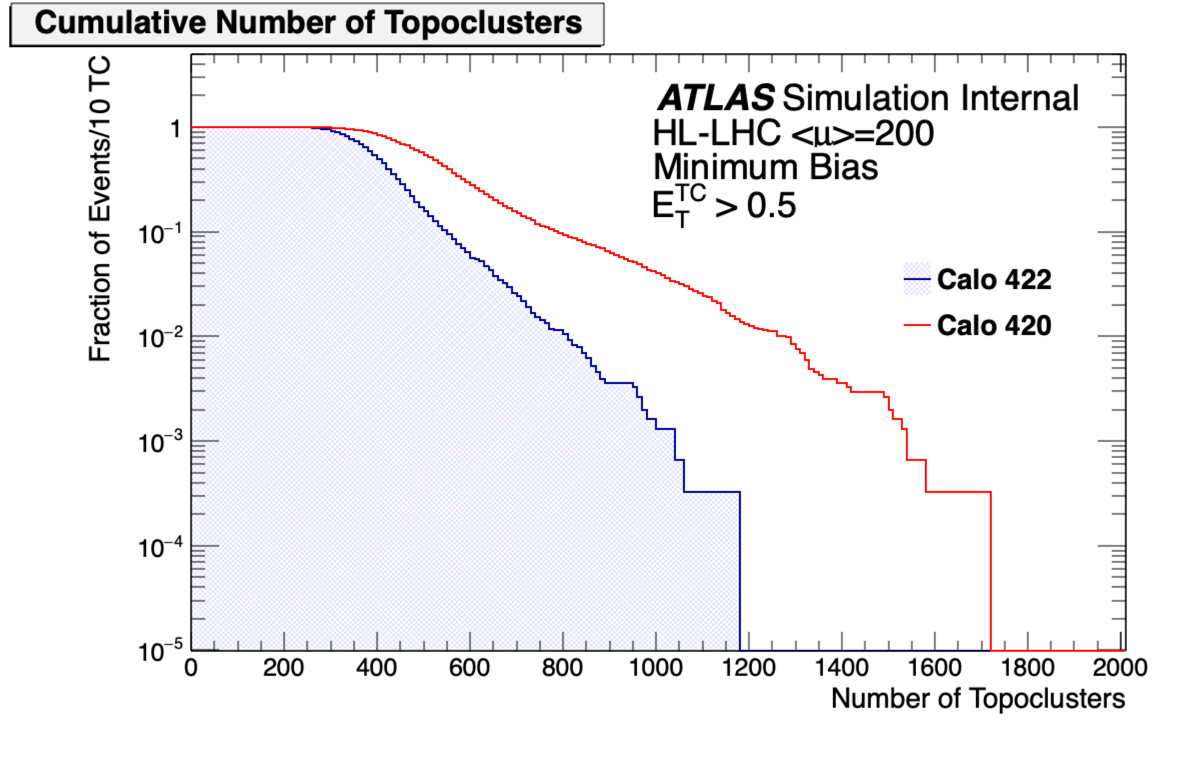 Cumulative Number of Topoclusters
Fraction of Events/10 TC
ATLAS Simulation Internal
HL-LHC <μ>=200
Minimum Bias
E_T^TC > 0.5
Calo 422
Calo 420
1
10⁻¹
10⁻²
10⁻³
10⁻⁴
10⁻⁵
0 200 400 600 800 1000 1200 1400 1600 1800 2000
Number of Topoclusters